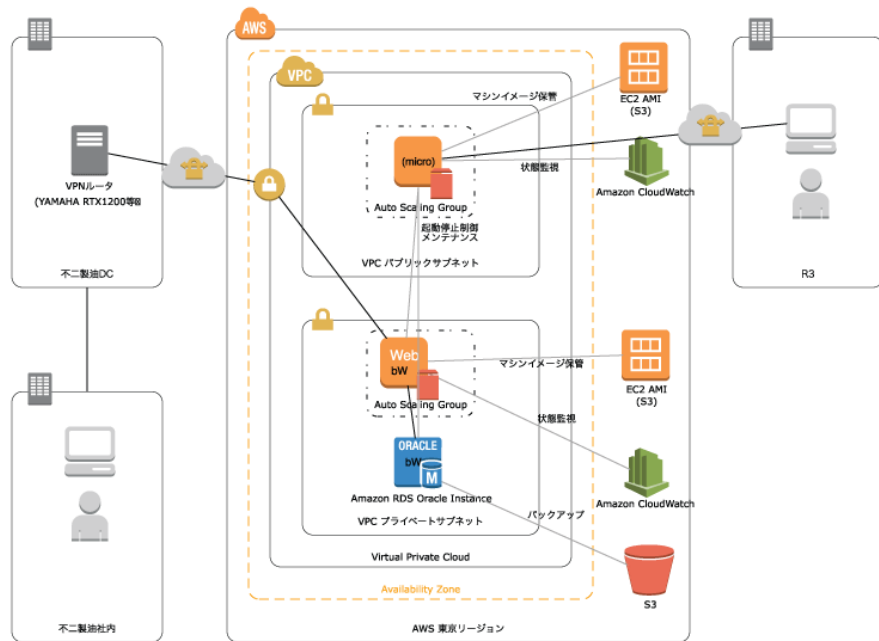 AWS
VPC
マシンイメージ保管
EC2 AMI
(S3)
(micro)
状態監視
Amazon CloudWatch
VPNルータ
(YAMAHA RTX1200等)
Auto Scaling Group
起動停止制御
メンテナンス
VPC パブリックサブネット
不二製油DC
R3
Web
bW
マシンイメージ保管
EC2 AMI
(S3)
Auto Scaling Group
状態監視
ORACLE
bW
M
Amazon RDS Oracle Instance
Amazon CloudWatch
バックアップ
VPC プライベートサブネット
Virtual Private Cloud
Availability Zone
S3
不二製油社内
AWS 東京リージョン